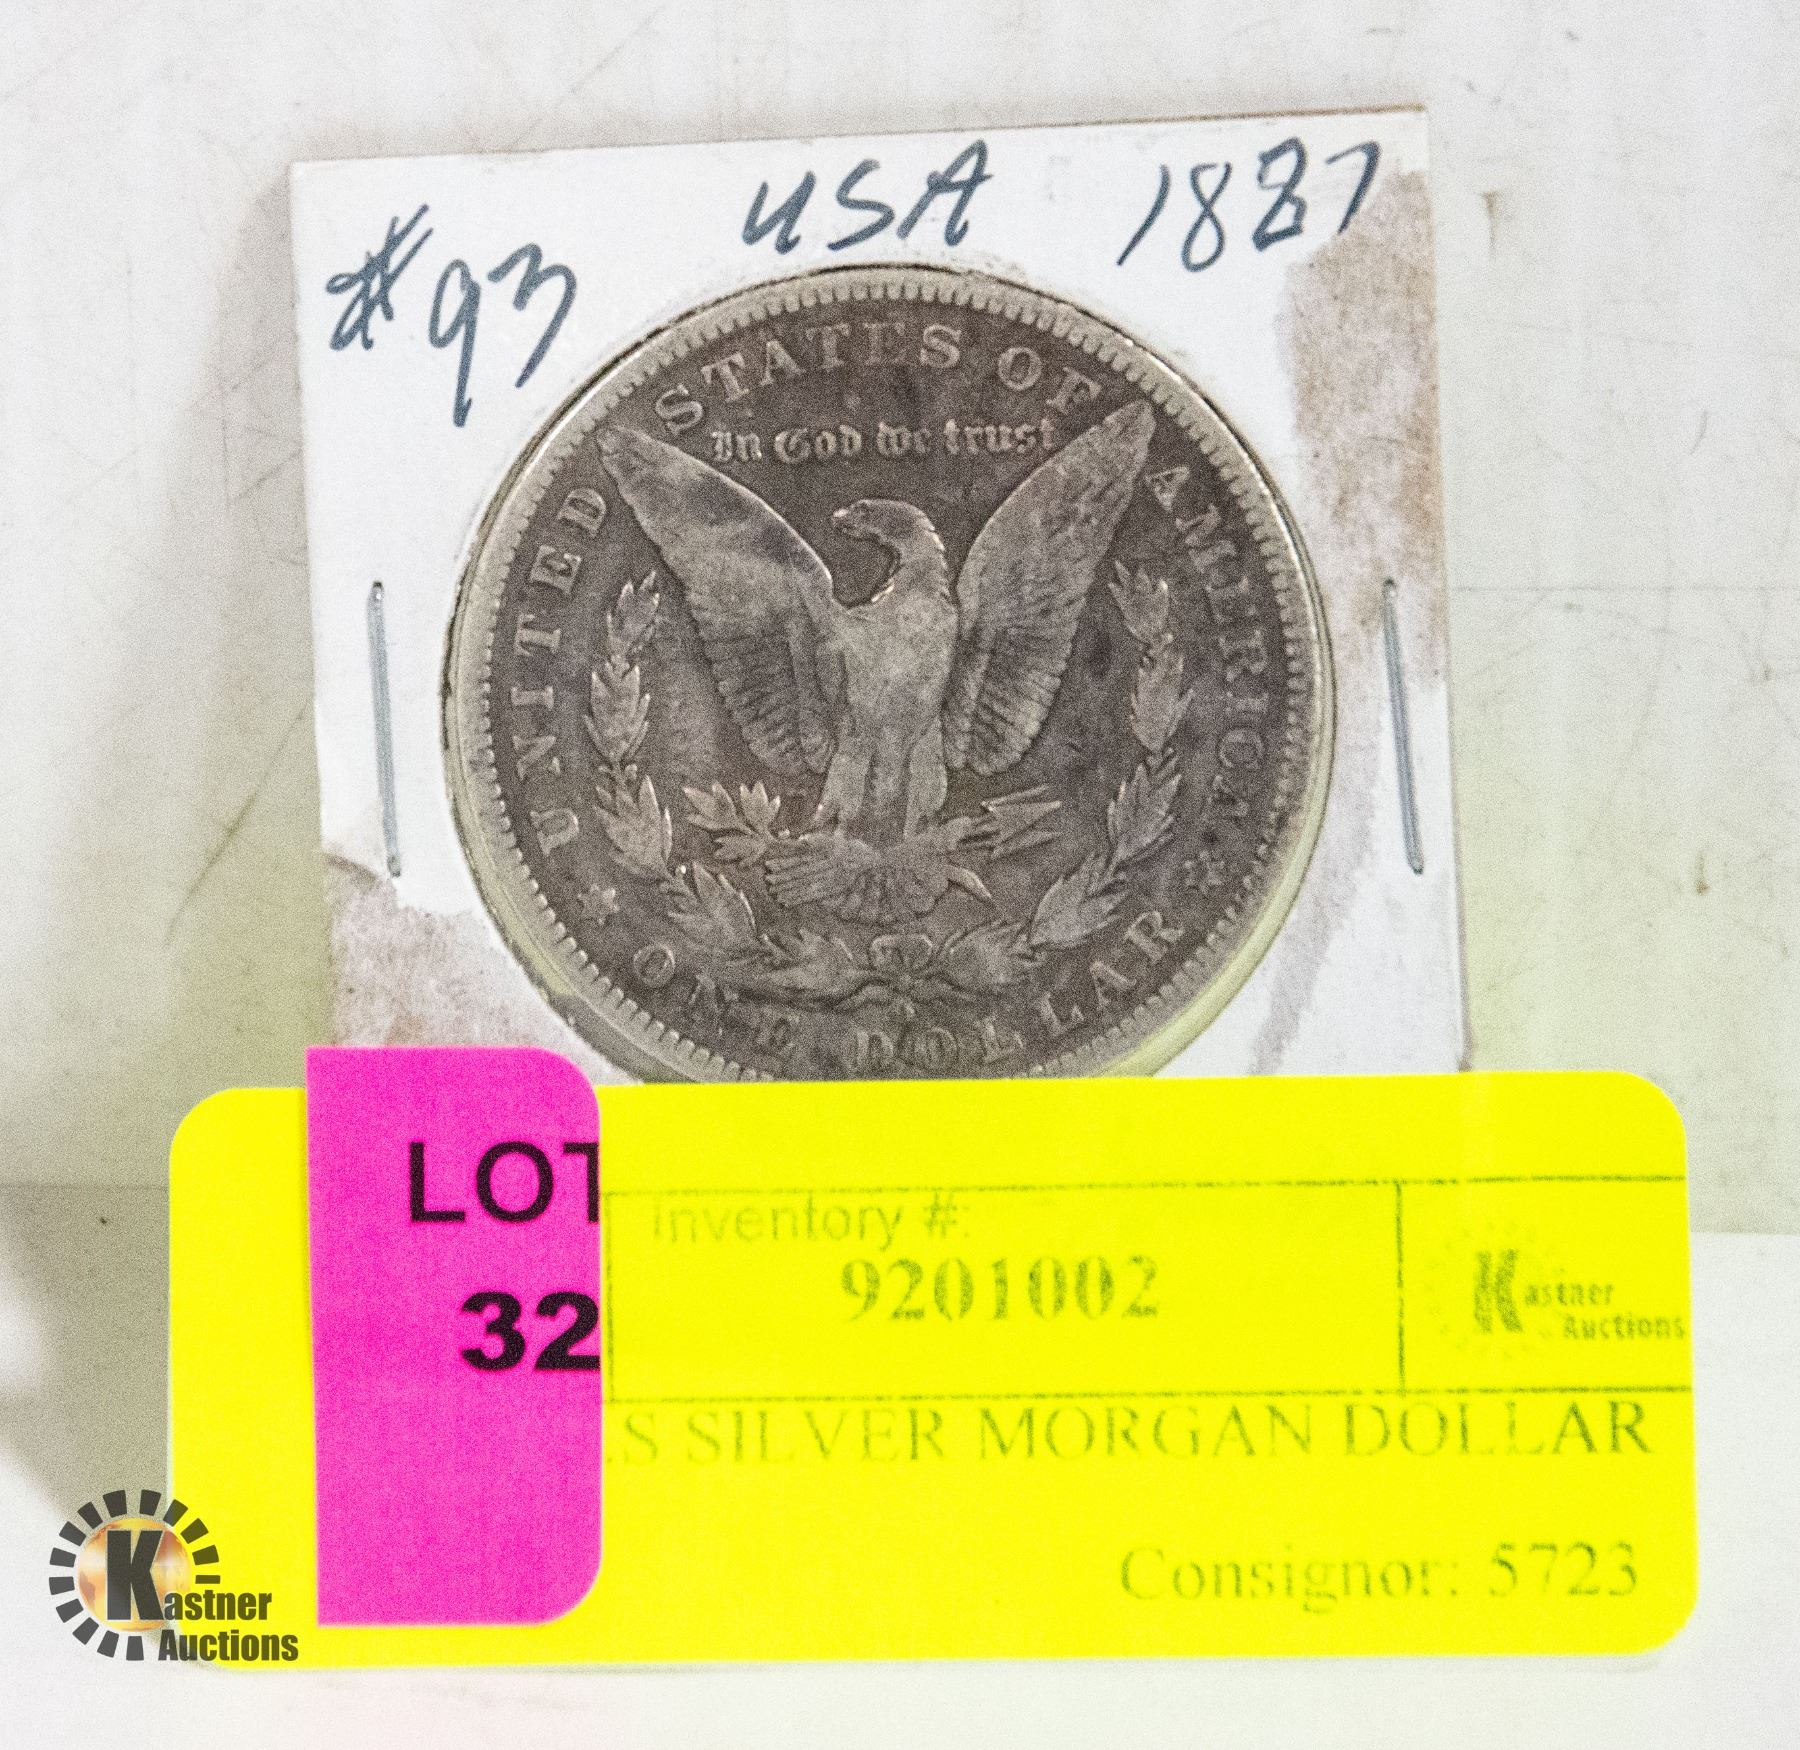 #93 USA 1887
UNITED STATES OF AMERICA
In God we trust
ONE DOLLAR
LOT
32
Inventory #:
9201002
Kastner
Auctions
.S SILVER MORGAN DOLLAR
Consignor: 5723
Kastner
Auctions